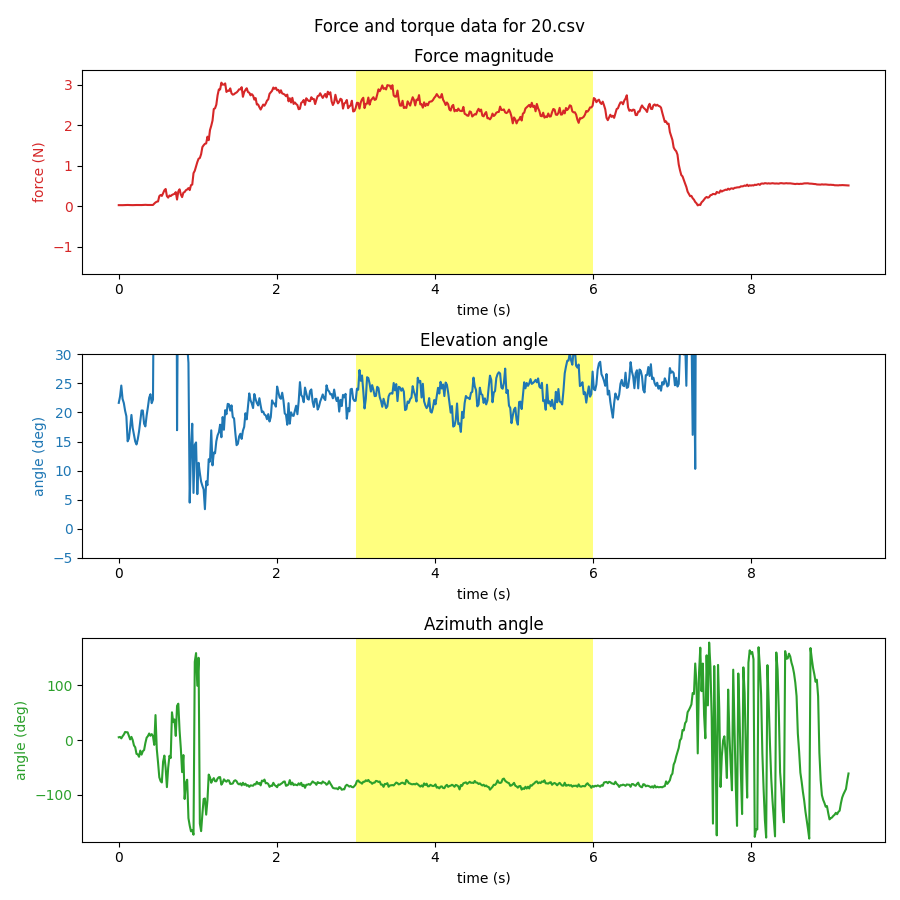 Force and torque data for 20.csv
Force magnitude
3
2
1
0
−1
force (N)
0 2 4 6 8
time (s)
Elevation angle
30
25
20
15
10
5
0
−5
angle (deg)
0 2 4 6 8
time (s)
Azimuth angle
100
0
−100
angle (deg)
0 2 4 6 8
time (s)